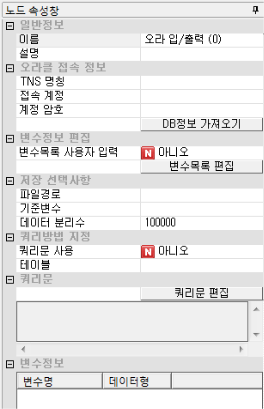 노드 속성창
일반정보
이름 오라 입/출력 (0)
설명
오라클 접속 정보
TNS 명칭
접속 계정
계정 암호
DB정보 가져오기
변수정보 편집
변수목록 사용자 입력 N 아니오
변수목록 편집
저장 선택사항
파일경로
기준변수
데이터 분리수 100000
쿼리방법 지정
쿼리문 사용 N 아니오
테이블
쿼리문
쿼리문 편집
변수정보
변수명 데이터형